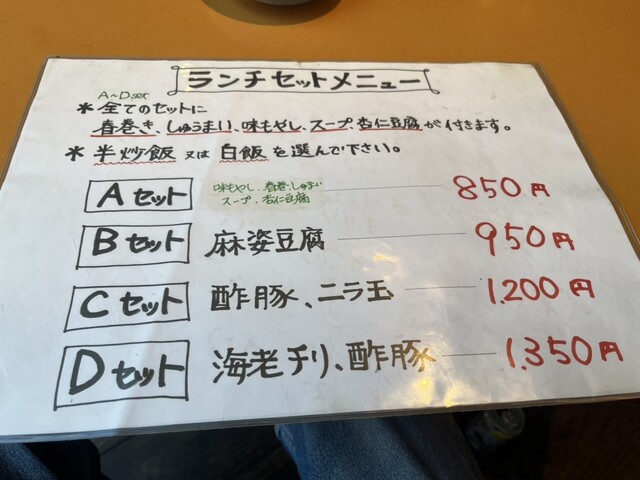 ランチセットメニュー
A～D set
＊全てのセットに
春巻き、しゅうまい、味もやし、スープ、杏仁豆腐が付きます。
＊半炒飯又は白飯を選んで下さい。
Aセット 味もやし・春巻・しゅうまい 850円
スープ・杏仁豆腐
Bセット 麻姿豆腐 950円
Cセット 酢豚、ニラ玉 1,200円
Dセット 海老チリ、酢豚 1,350円